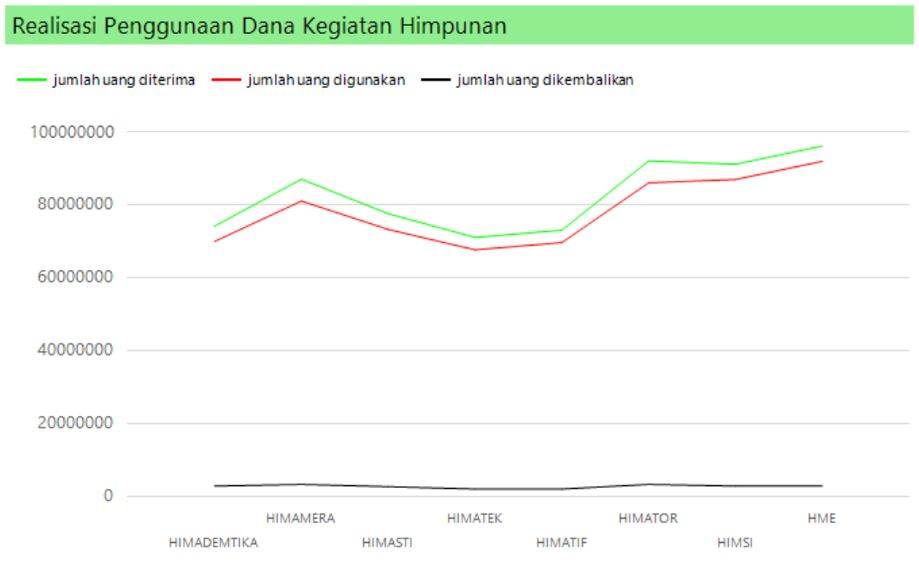 Realisasi Penggunaan Dana Kegiatan Himpunan
jumlah uang diterima jumlah uang digunakan jumlah uang dikembalikan
100000000
80000000
60000000
40000000
20000000
0
HIMAMERA HIMATEK HIMATOR HME
HIMADEMTIKA HIMASTI HIMATIF HIMSI